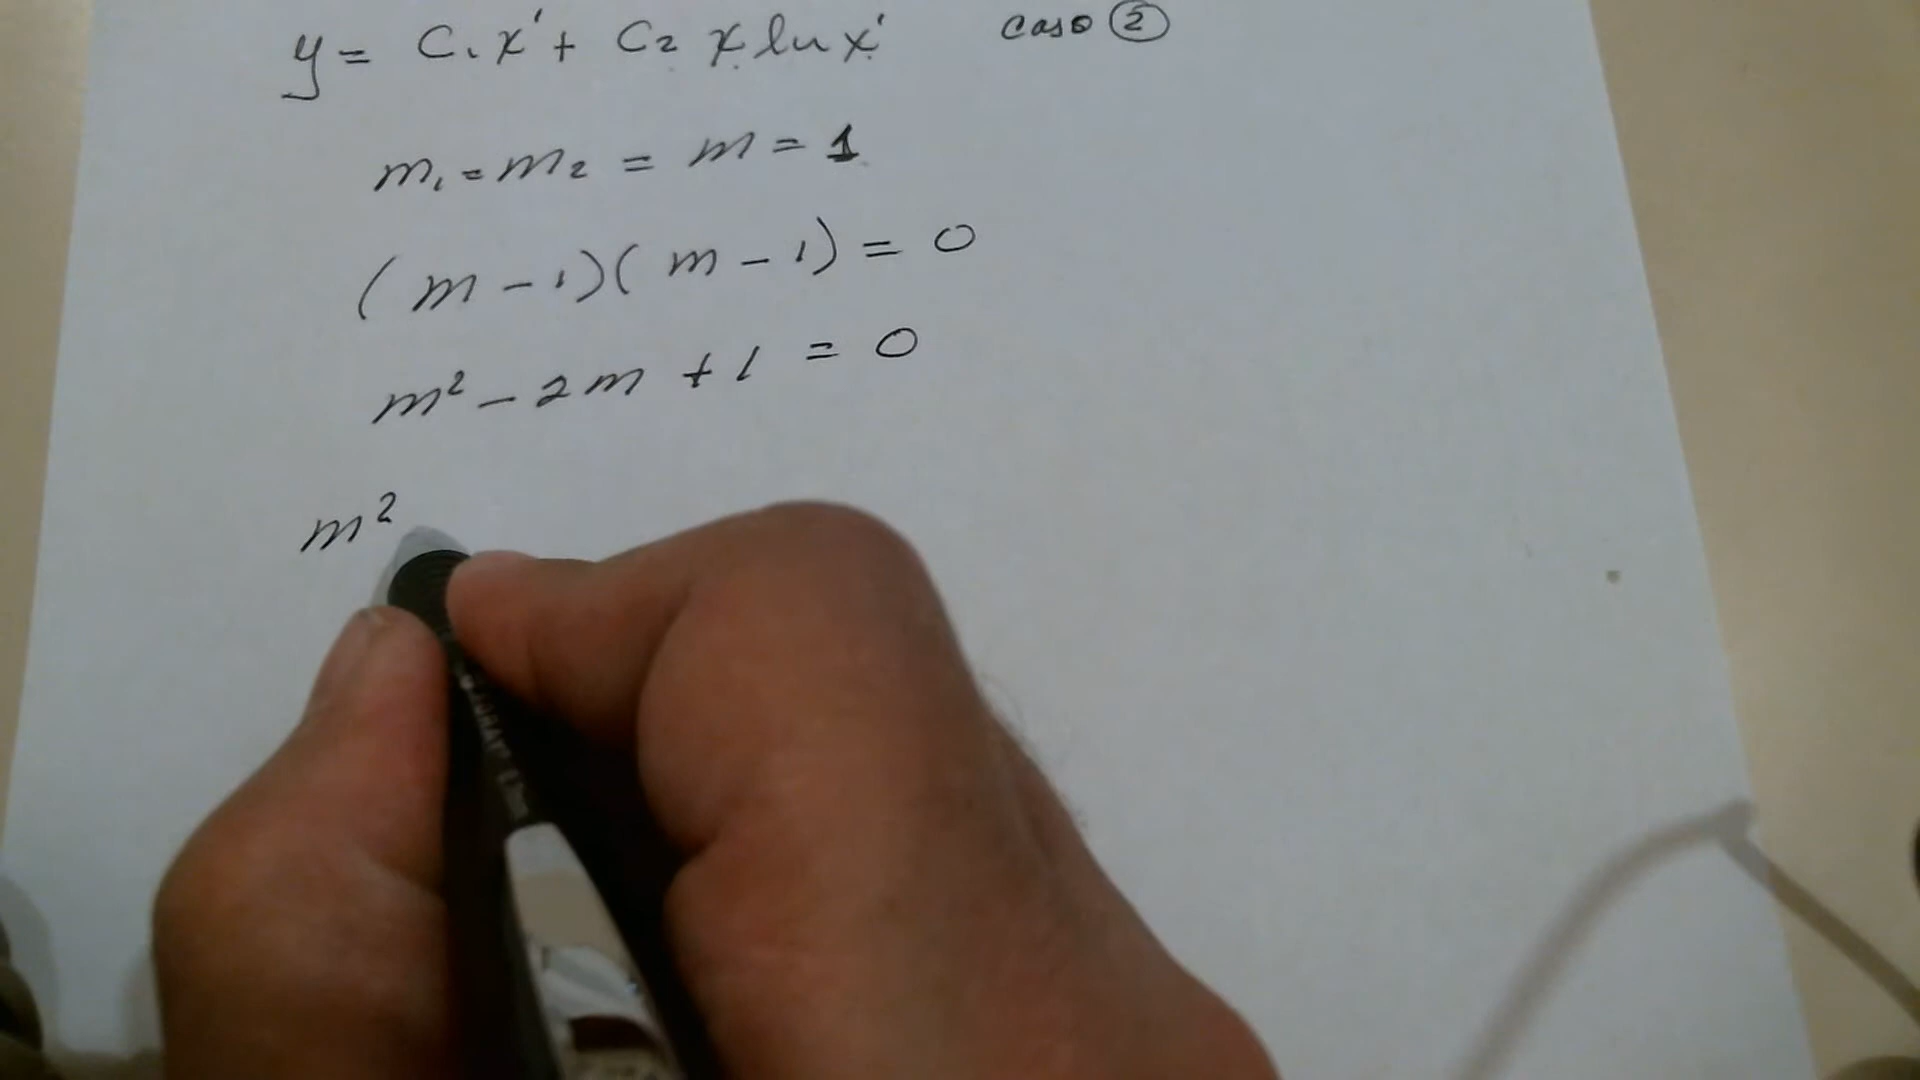 y = C₁x¹ + C₂ x ln x¹ caso ②
m₁ = m₂ = m = 1
(m - 1)(m - 1) = 0
m² - 2m + 1 = 0
m²